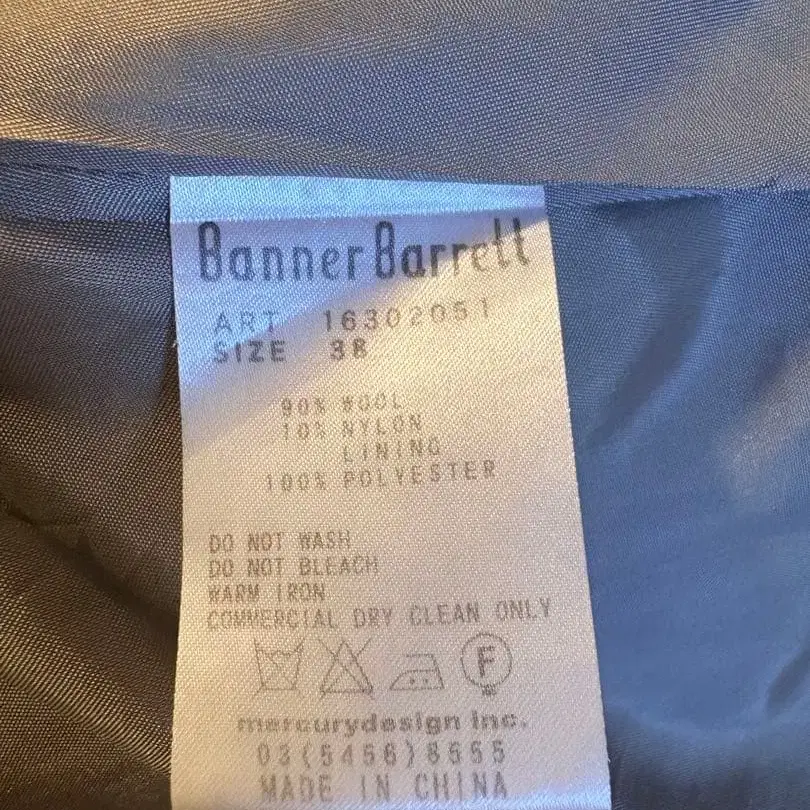 Banner Barrett
ART 16302051
SIZE 38
90% WOOL
10% NYLON
LINING
100% POLYESTER
DO NOT WASH
DO NOT BLEACH
WARM IRON
COMMERCIAL DRY CLEAN ONLY
F
mercurydesign inc.
03(5456)8655
MADE IN CHINA